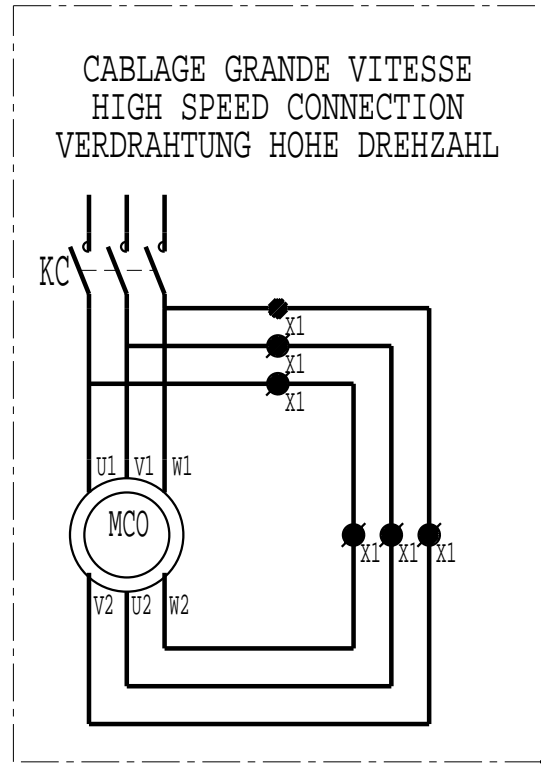 CABLAGE GRANDE VITESSE
HIGH SPEED CONNECTION
VERDRAHTUNG HOHE DREHZAHL
KC
X1
X1
X1
U1 V1 W1
MCO
X1 X1 X1
V2 U2 W2